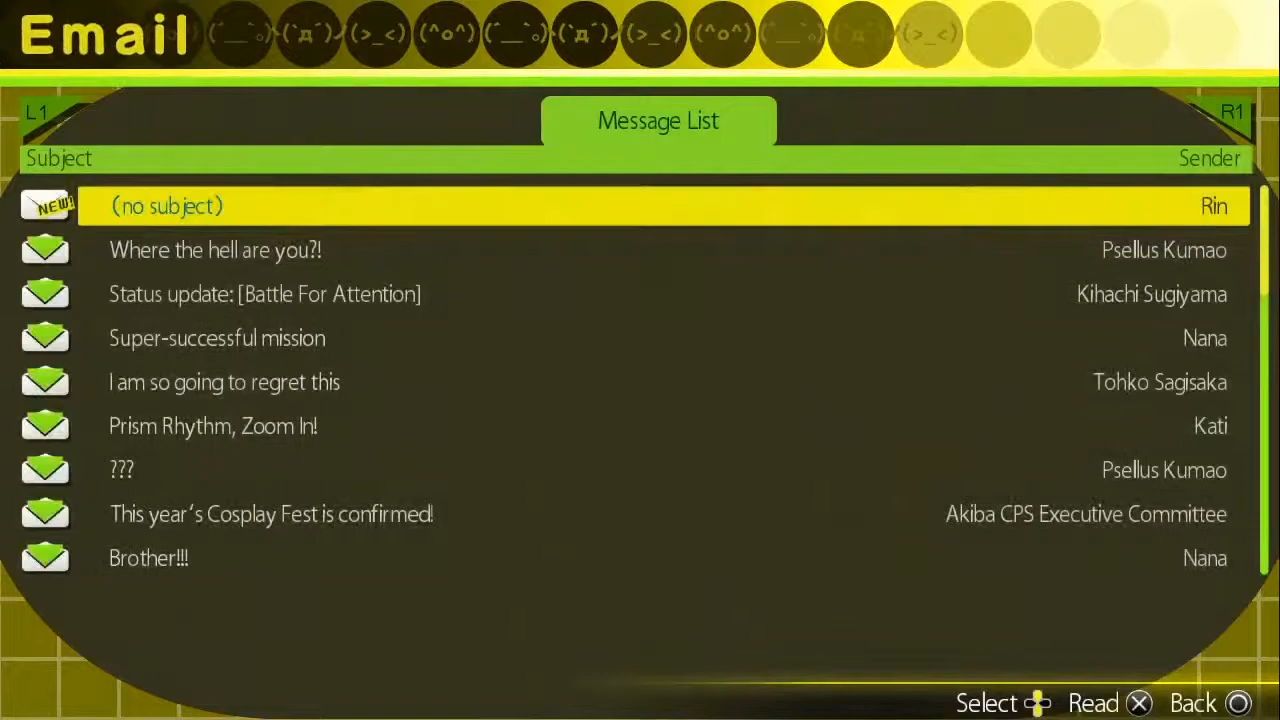 Email
(´__`。) (´д`) (>_<) (^o^) (´__`。) (´д`) (>_<) (^o^) (´__`。) (´д`) (>_<)
L1
Message List
R1
Subject Sender
NEW! (no subject) Rin
Where the hell are you?! Psellus Kumao
Status update: [Battle For Attention] Kihachi Sugiyama
Super-successful mission Nana
I am so going to regret this Tohko Sagisaka
Prism Rhythm, Zoom In! Kati
??? Psellus Kumao
This year's Cosplay Fest is confirmed! Akiba CPS Executive Committee
Brother!!! Nana
Select Read Back